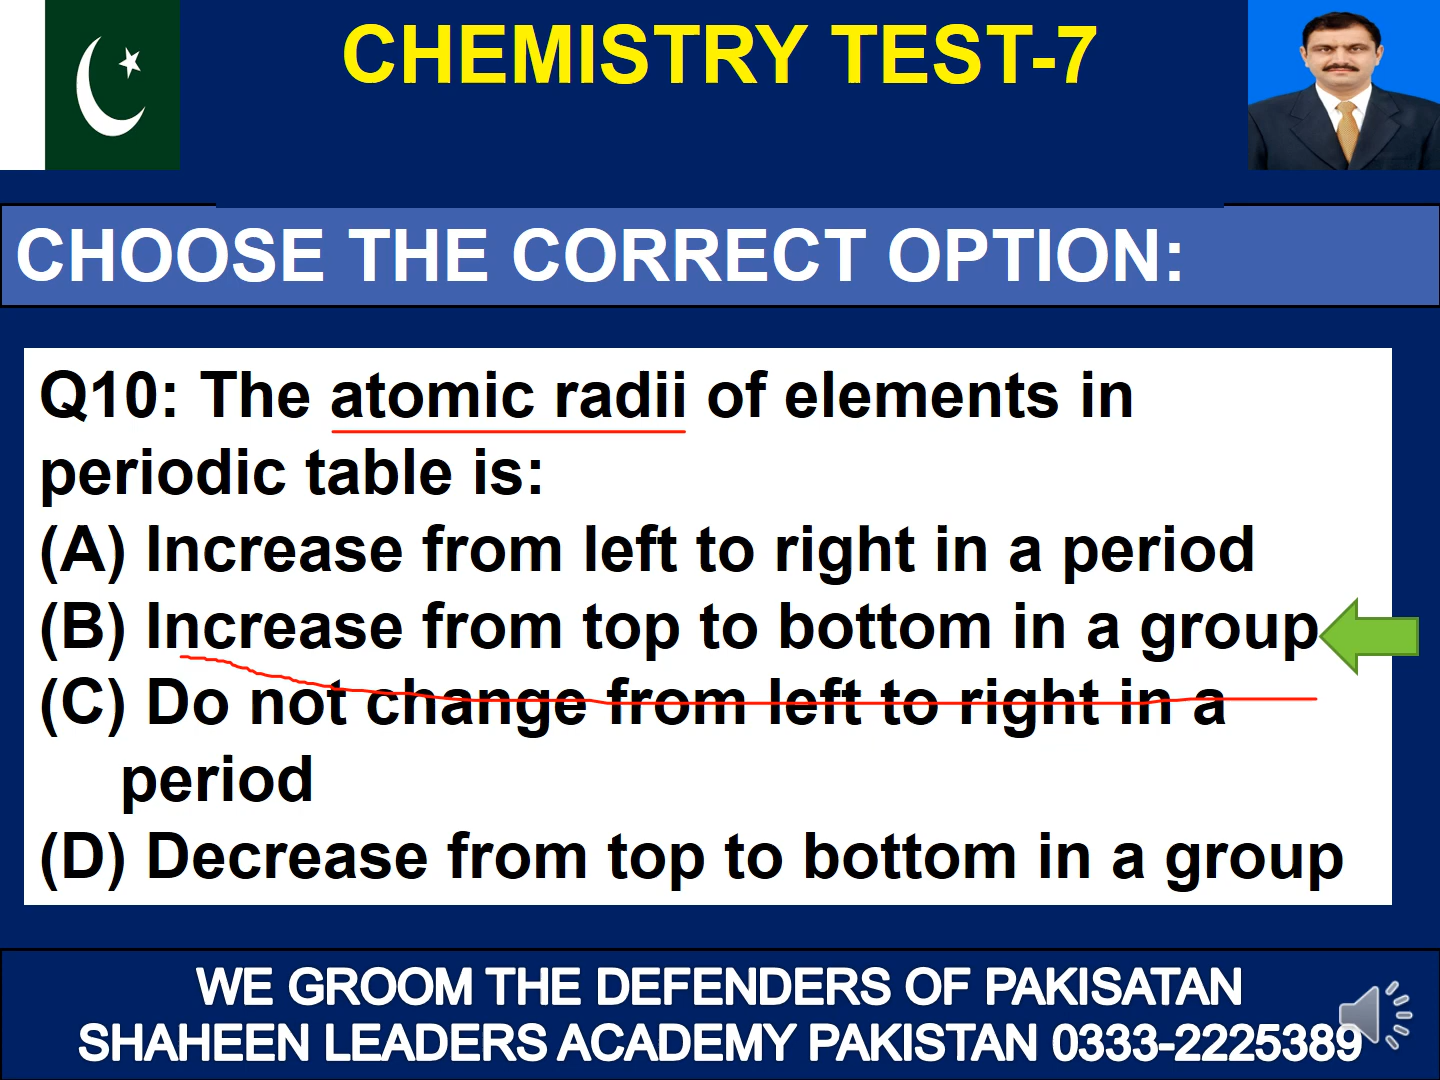 CHEMISTRY TEST-7
CHOOSE THE CORRECT OPTION:
Q10: The atomic radii of elements in
periodic table is:
(A) Increase from left to right in a period
(B) Increase from top to bottom in a group
(C) Do not change from left to right in a
period
(D) Decrease from top to bottom in a group
WE GROOM THE DEFENDERS OF PAKISATAN
SHAHEEN LEADERS ACADEMY PAKISTAN 0333-2225389